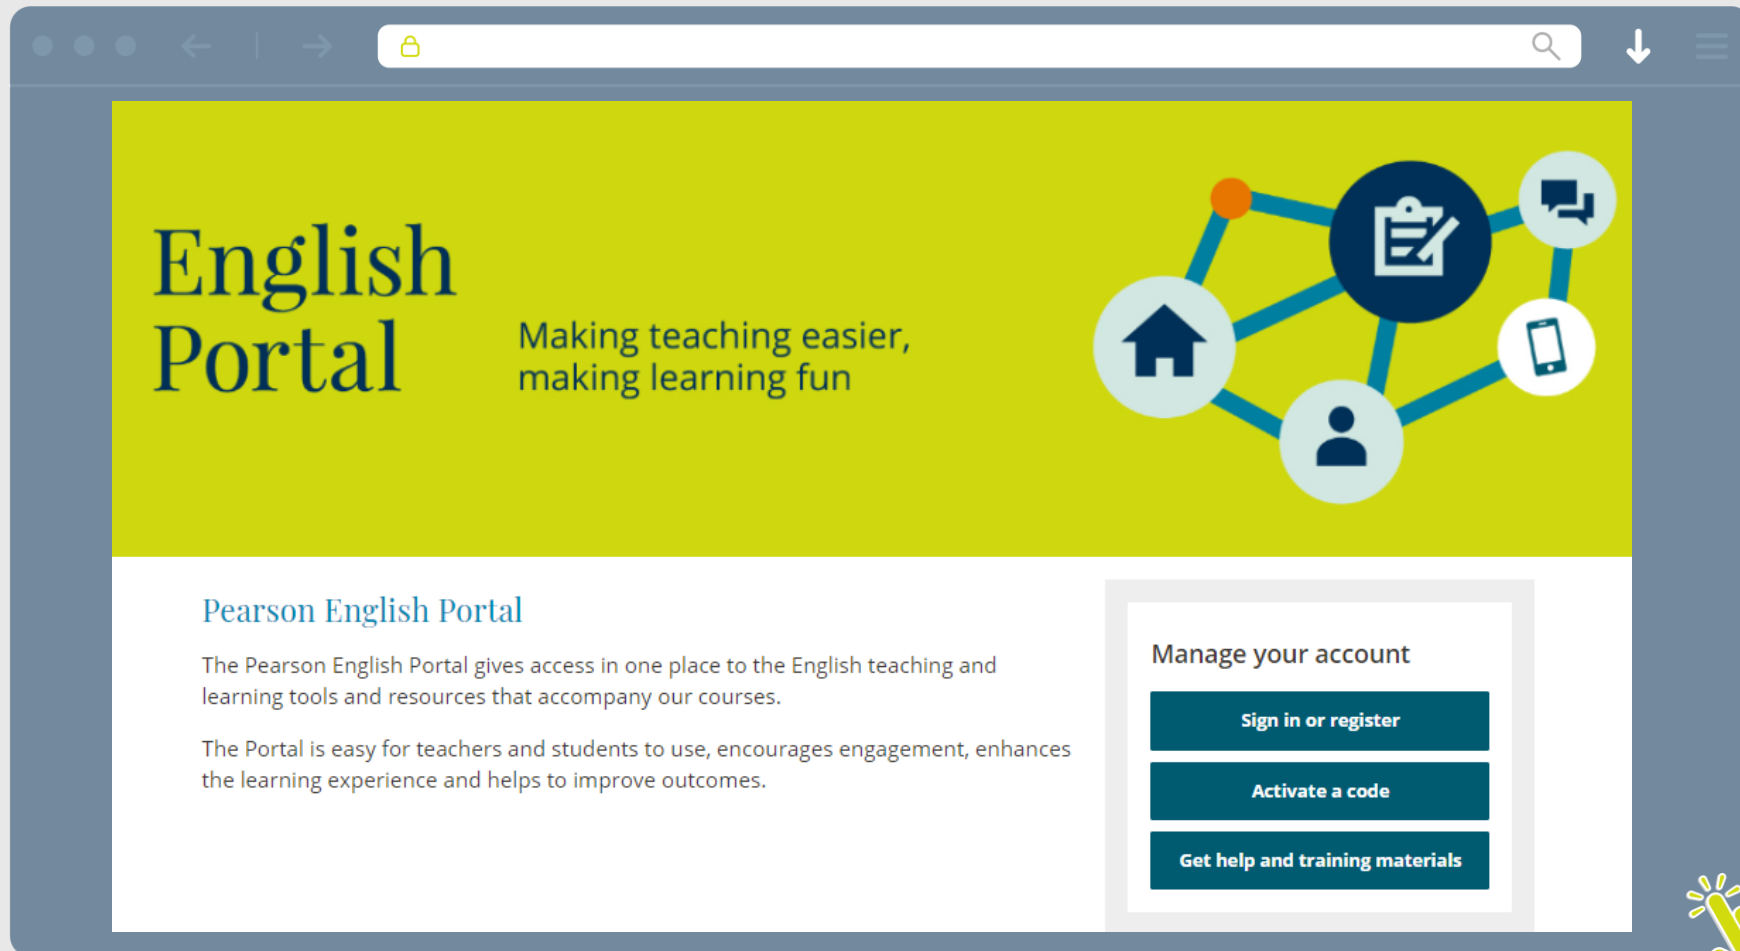 English
Portal
Making teaching easier,
making learning fun
Pearson English Portal
The Pearson English Portal gives access in one place to the English teaching and
learning tools and resources that accompany our courses.
The Portal is easy for teachers and students to use, encourages engagement, enhances
the learning experience and helps to improve outcomes.
Manage your account
Sign in or register
Activate a code
Get help and training materials